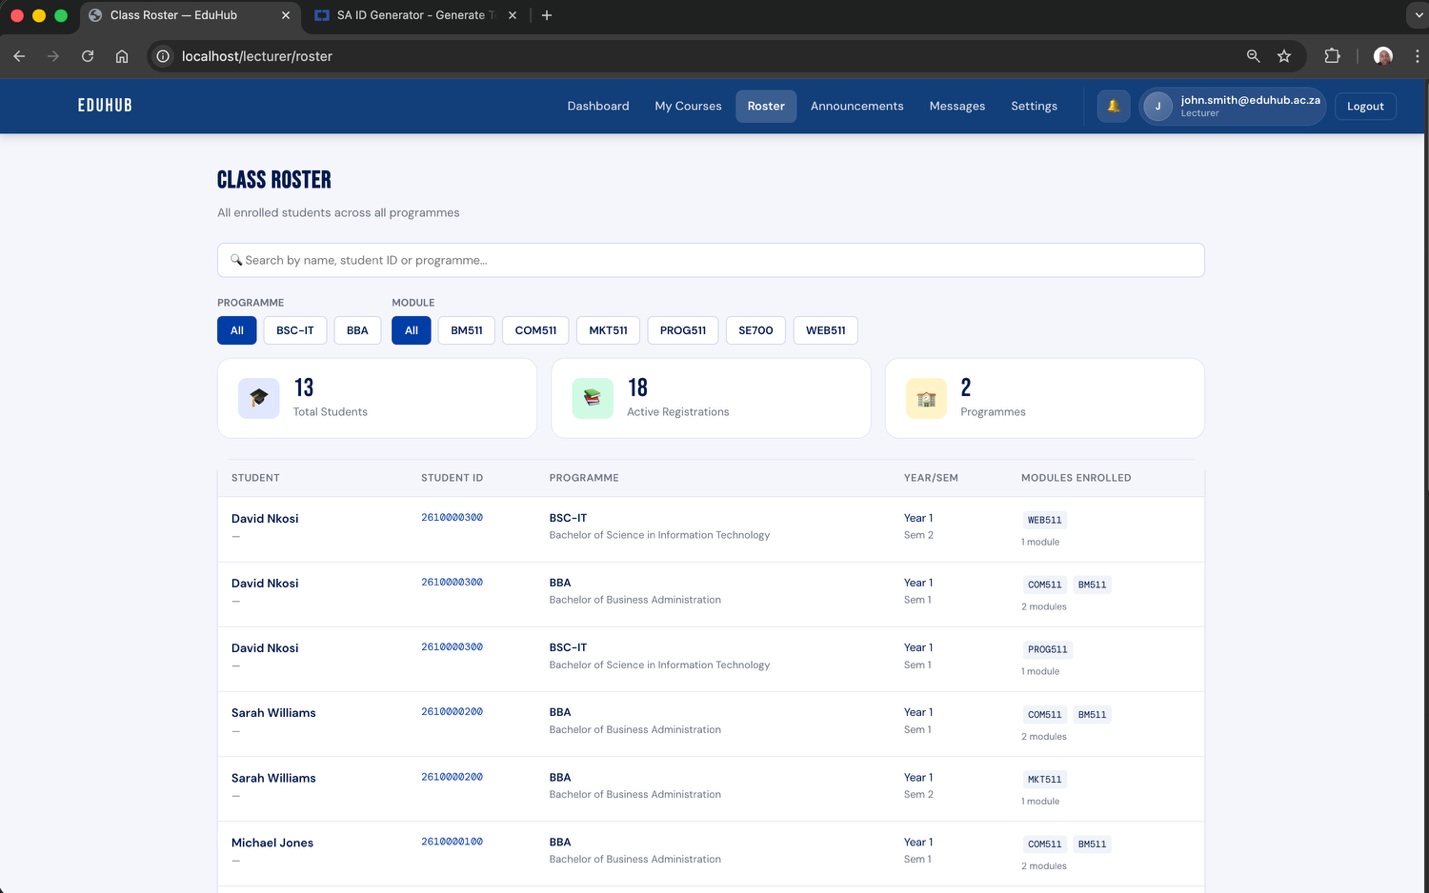 Class Roster — EduHub
SA ID Generator - Generate
localhost/lecturer/roster
EDUHUB
Dashboard
My Courses
Roster
Announcements
Messages
Settings
J
john.smith@eduhub.ac.za
Lecturer
Logout
CLASS ROSTER
All enrolled students across all programmes
Search by name, student ID or programme...
PROGRAMME
MODULE
All
BSC-IT
BBA
All
BM511
COM511
MKT511
PROG511
SE700
WEB511
13
Total Students
18
Active Registrations
2
Programmes
STUDENT STUDENT ID PROGRAMME YEAR/SEM MODULES ENROLLED
David Nkosi 2610000300 BSC-IT Year 1 WEB511
— Bachelor of Science in Information Technology Sem 2 1 module
David Nkosi 2610000300 BBA Year 1 COM511 BM511
— Bachelor of Business Administration Sem 1 2 modules
David Nkosi 2610000300 BSC-IT Year 1 PROG511
— Bachelor of Science in Information Technology Sem 1 1 module
Sarah Williams 2610000200 BBA Year 1 COM511 BM511
— Bachelor of Business Administration Sem 1 2 modules
Sarah Williams 2610000200 BBA Year 1 MKT511
— Bachelor of Business Administration Sem 2 1 module
Michael Jones 2610000100 BBA Year 1 COM511 BM511
— Bachelor of Business Administration Sem 1 2 modules